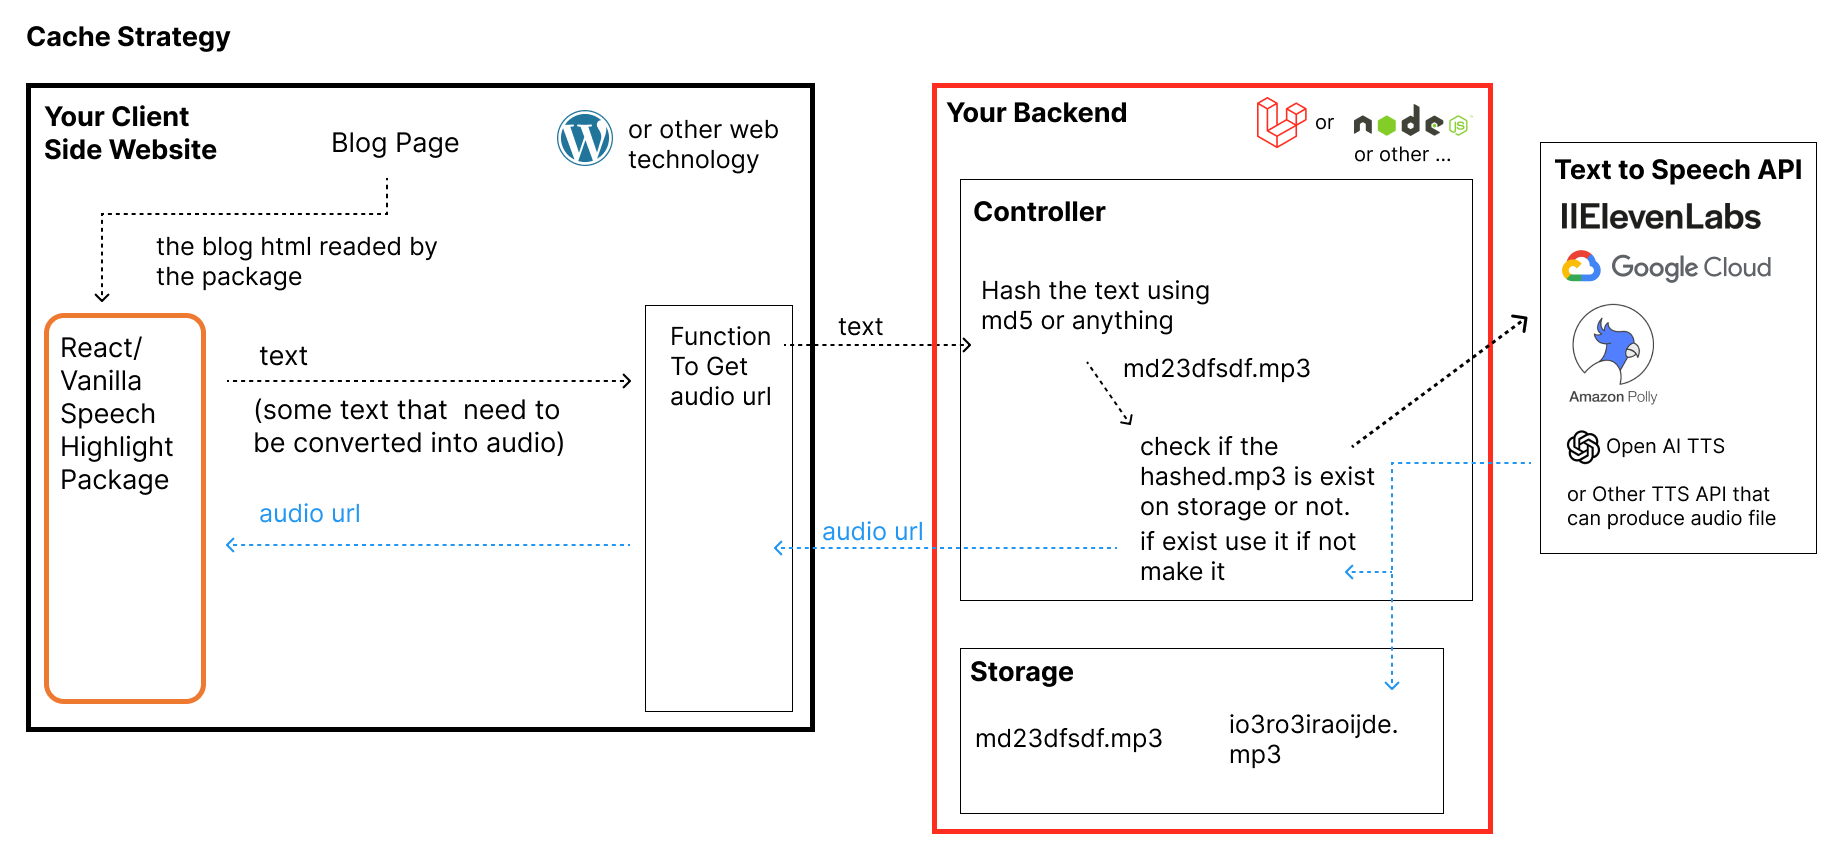 Cache Strategy
Your Client
Side Website
Blog Page
or other web
technology
the blog html readed by
the package
React/
Vanilla
Speech
Highlight
Package
text
(some text that  need to
be converted into audio)
audio url
Function
To Get
audio url
text
audio url
Your Backend
or
node
JS
or other ...
Controller
Hash the text using
md5 or anything
md23dfsdf.mp3
check if the
hashed.mp3 is exist
on storage or not.
if exist use it if not
make it
Storage
md23dfsdf.mp3
io3ro3iraoijde.
mp3
Text to Speech API
IIElevenLabs
Google Cloud
Amazon Polly
Open AI TTS
or Other TTS API that
can produce audio file